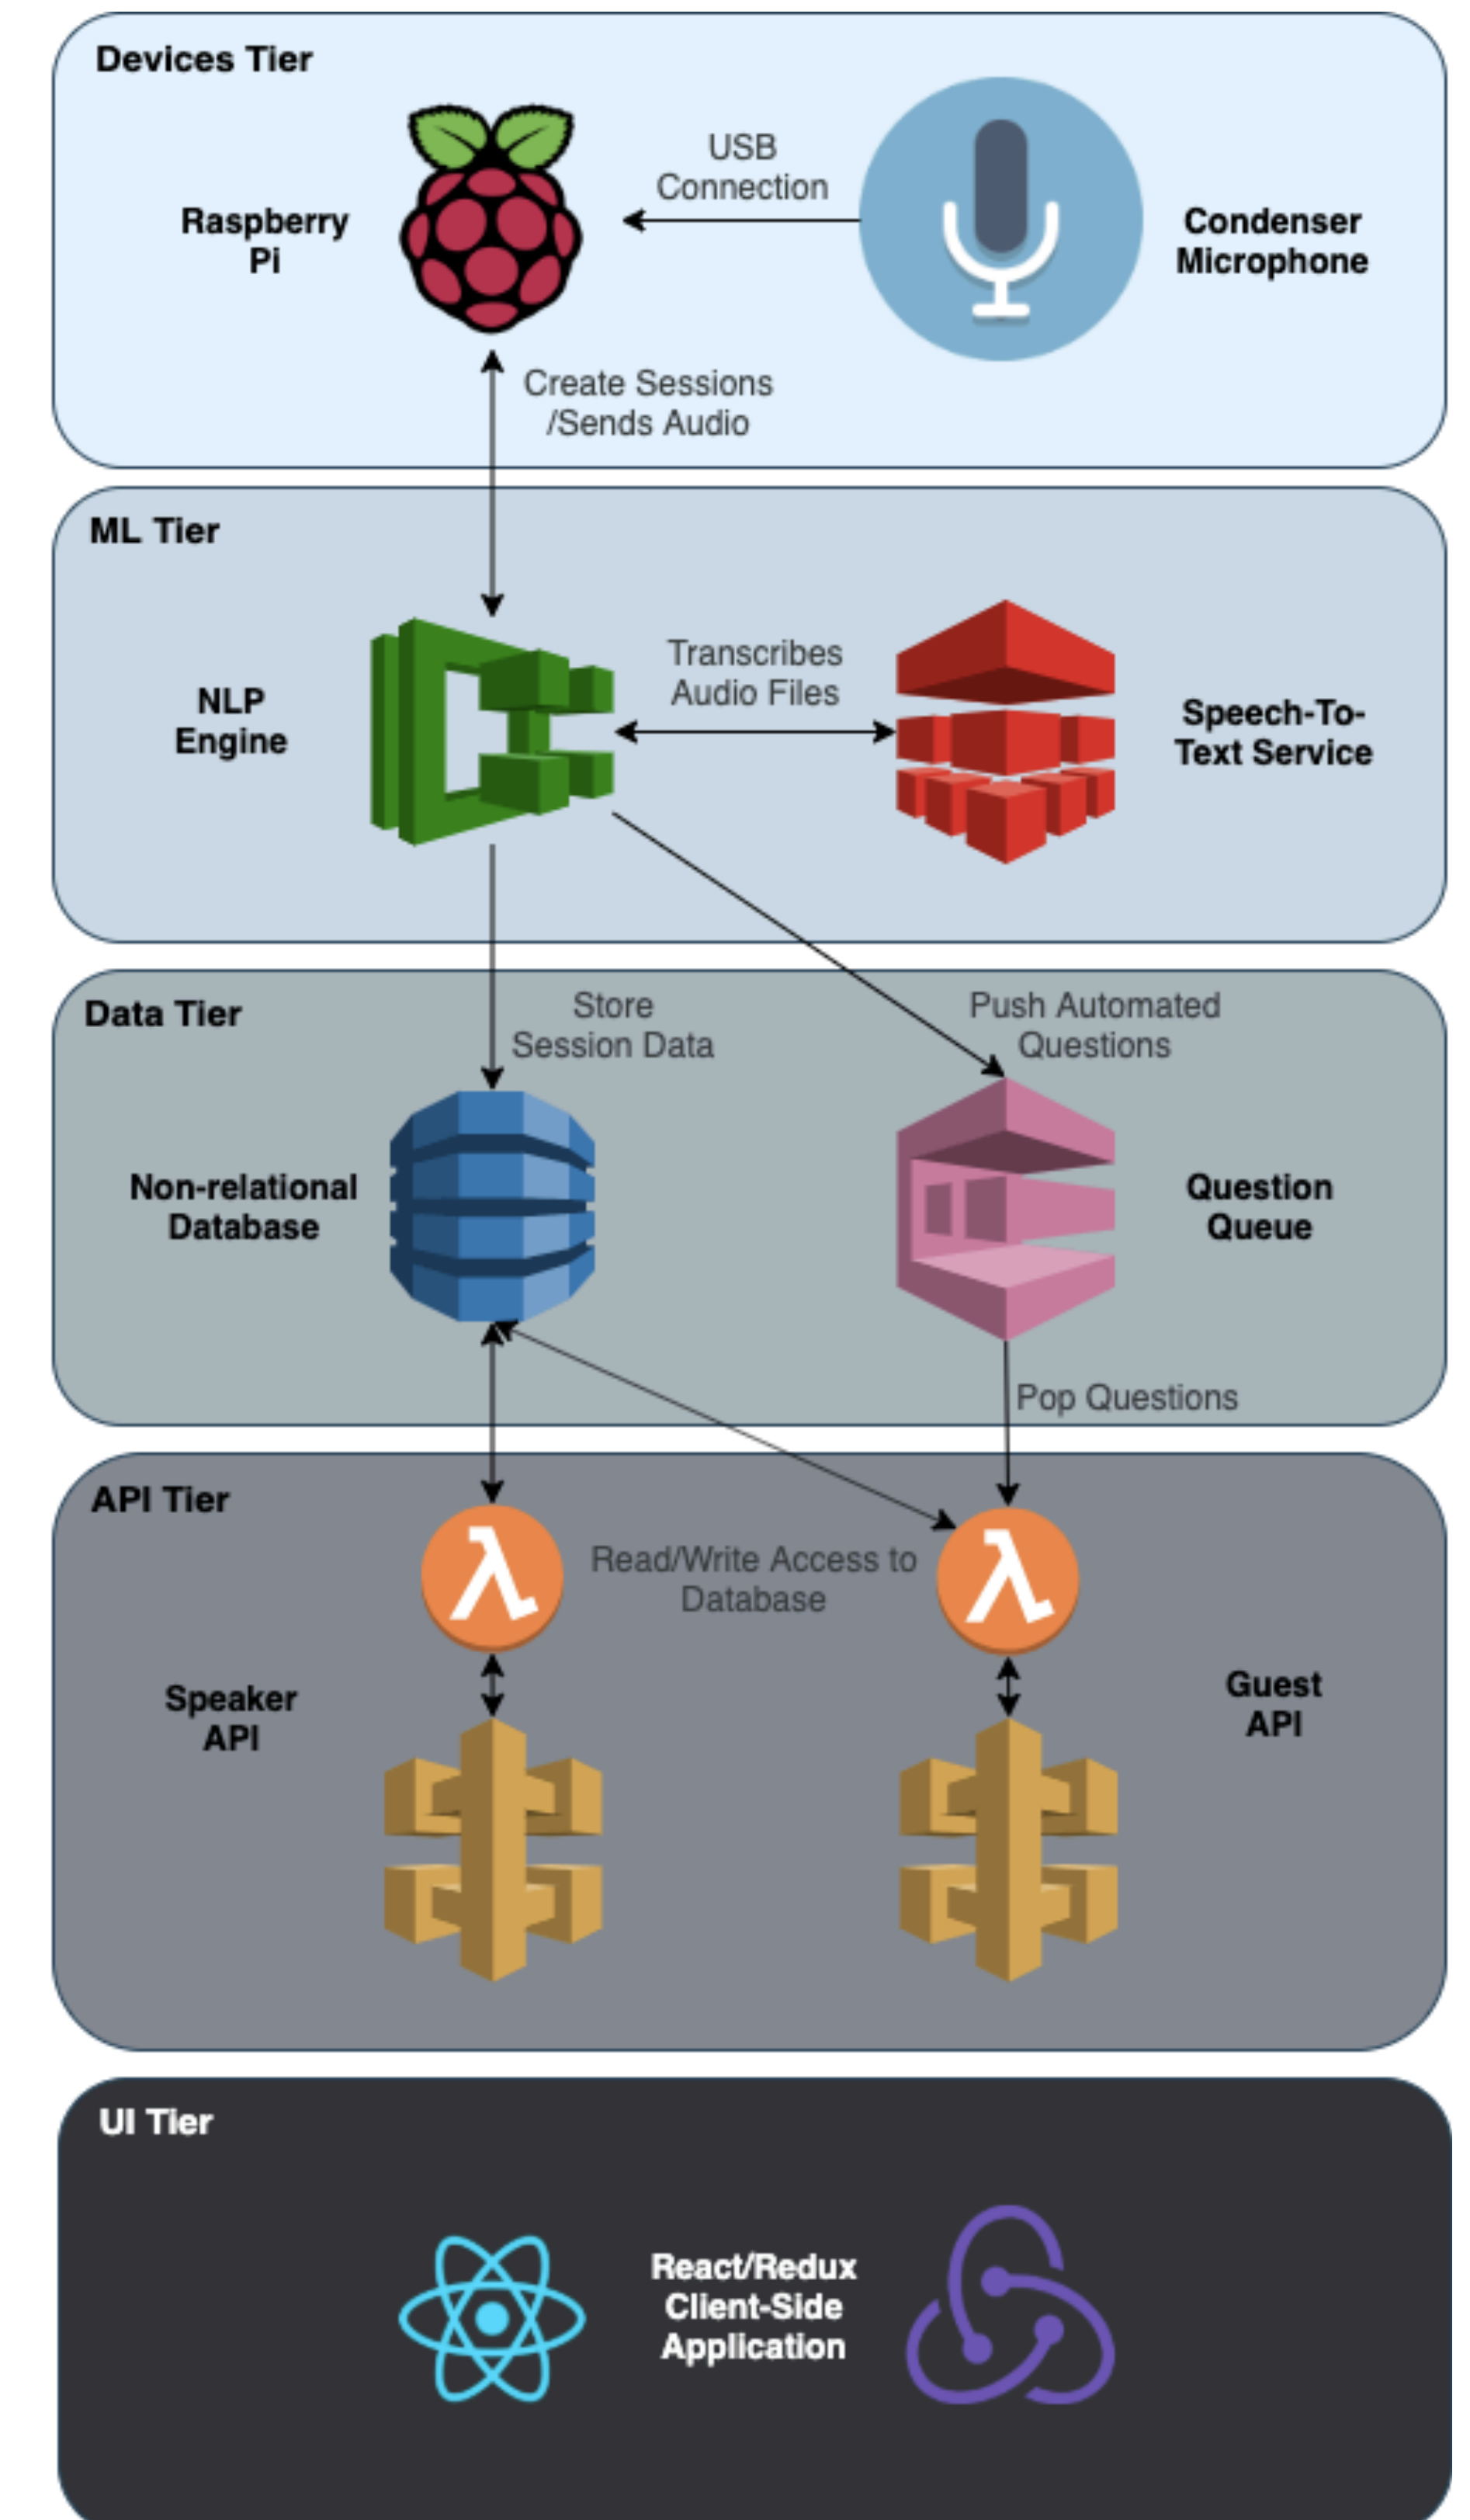 Devices Tier
USB
Connection
Raspberry
Pi
Condenser
Microphone
Create Sessions
/Sends Audio
ML Tier
Transcribes
Audio Files
NLP
Engine
Speech-To-
Text Service
Data Tier
Store
Session Data
Push Automated
Questions
Non-relational
Database
Question
Queue
Pop Questions
API Tier
Read/Write Access to
Database
Speaker
API
Guest
API
UI Tier
React/Redux
Client-Side
Application